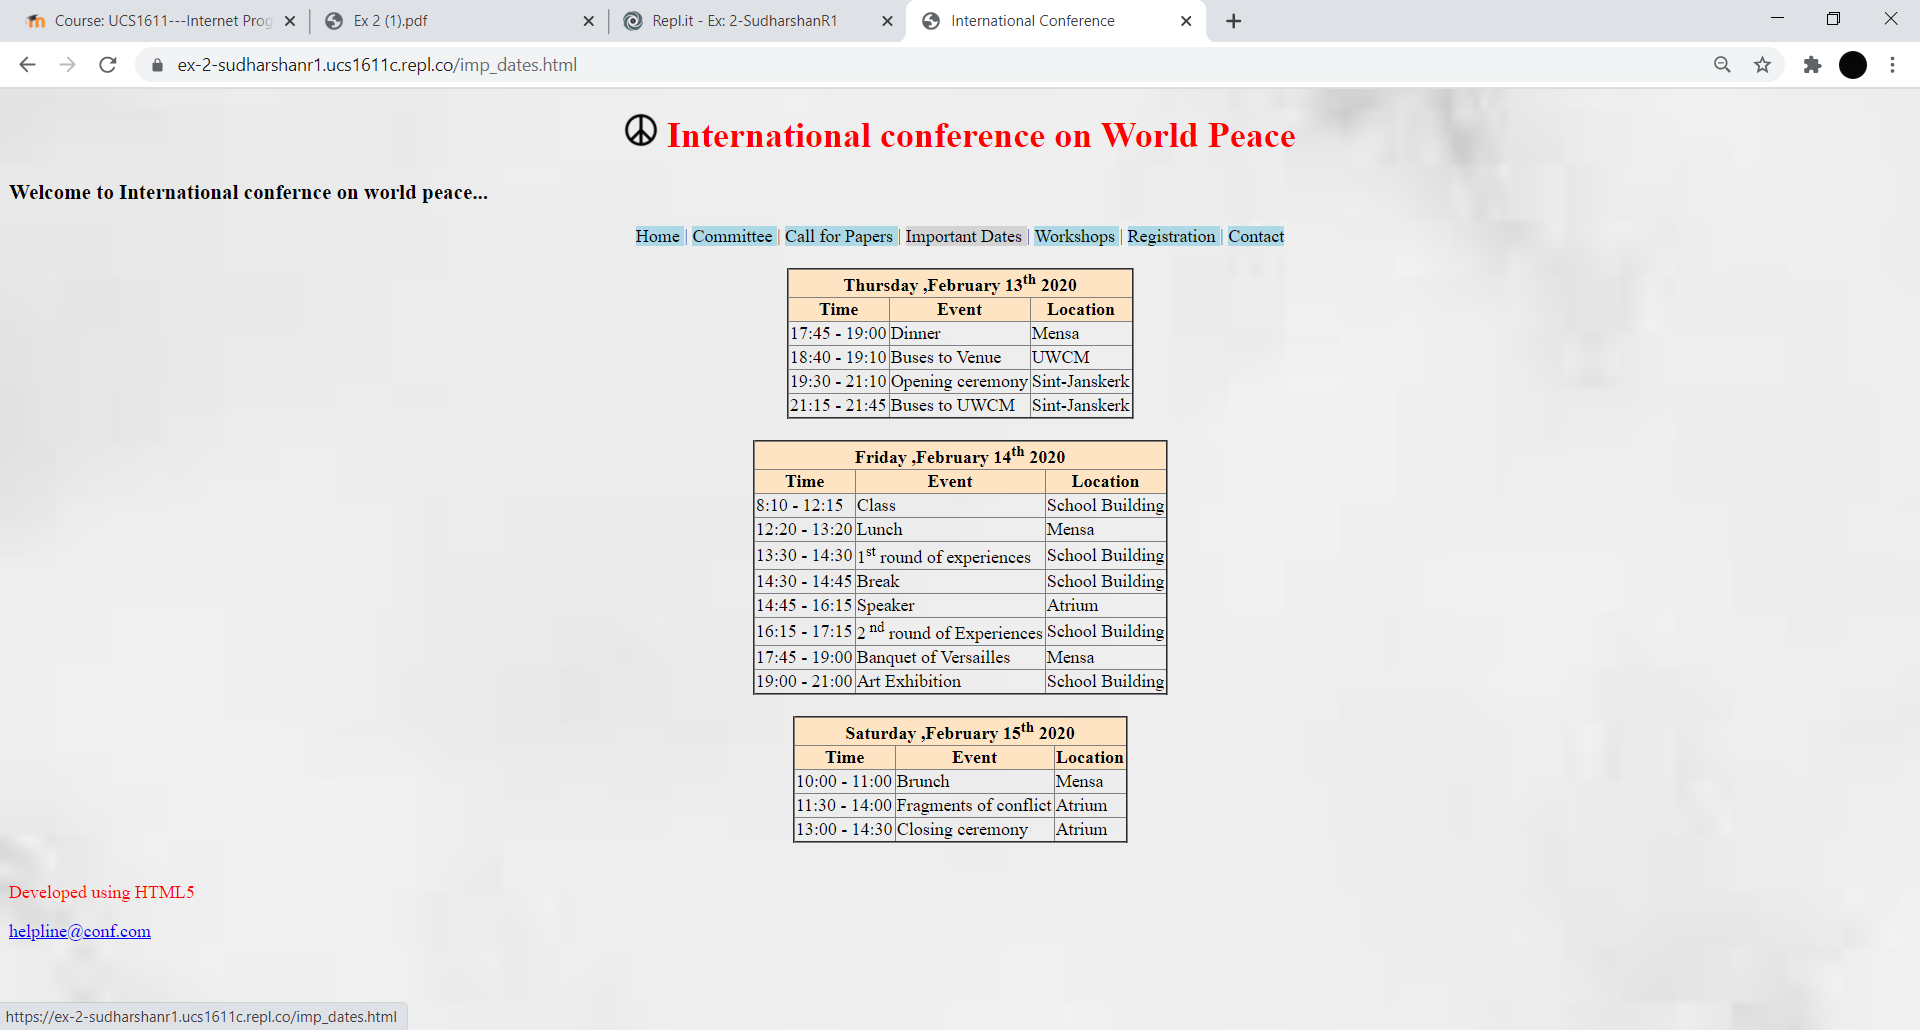 Course: UCS1611---Internet Prog
Ex 2 (1).pdf
Repl.it - Ex: 2-SudharshanR1
International Conference
ex-2-sudharshanr1.ucs1611c.repl.co/imp_dates.html
International conference on World Peace
Welcome to International confernce on world peace...
Home | Committee | Call for Papers | Important Dates | Workshops | Registration | Contact
Thursday ,February 13th 2020
Time Event Location
17:45 - 19:00 Dinner Mensa
18:40 - 19:10 Buses to Venue UWCM
19:30 - 21:10 Opening ceremony Sint-Janskerk
21:15 - 21:45 Buses to UWCM Sint-Janskerk
Friday ,February 14th 2020
Time Event Location
8:10 - 12:15 Class School Building
12:20 - 13:20 Lunch Mensa
13:30 - 14:30 1st round of experiences School Building
14:30 - 14:45 Break School Building
14:45 - 16:15 Speaker Atrium
16:15 - 17:15 2 nd round of Experiences School Building
17:45 - 19:00 Banquet of Versailles Mensa
19:00 - 21:00 Art Exhibition School Building
Saturday ,February 15th 2020
Time Event Location
10:00 - 11:00 Brunch Mensa
11:30 - 14:00 Fragments of conflict Atrium
13:00 - 14:30 Closing ceremony Atrium
Developed using HTML5
helpline@conf.com
https://ex-2-sudharshanr1.ucs1611c.repl.co/imp_dates.html